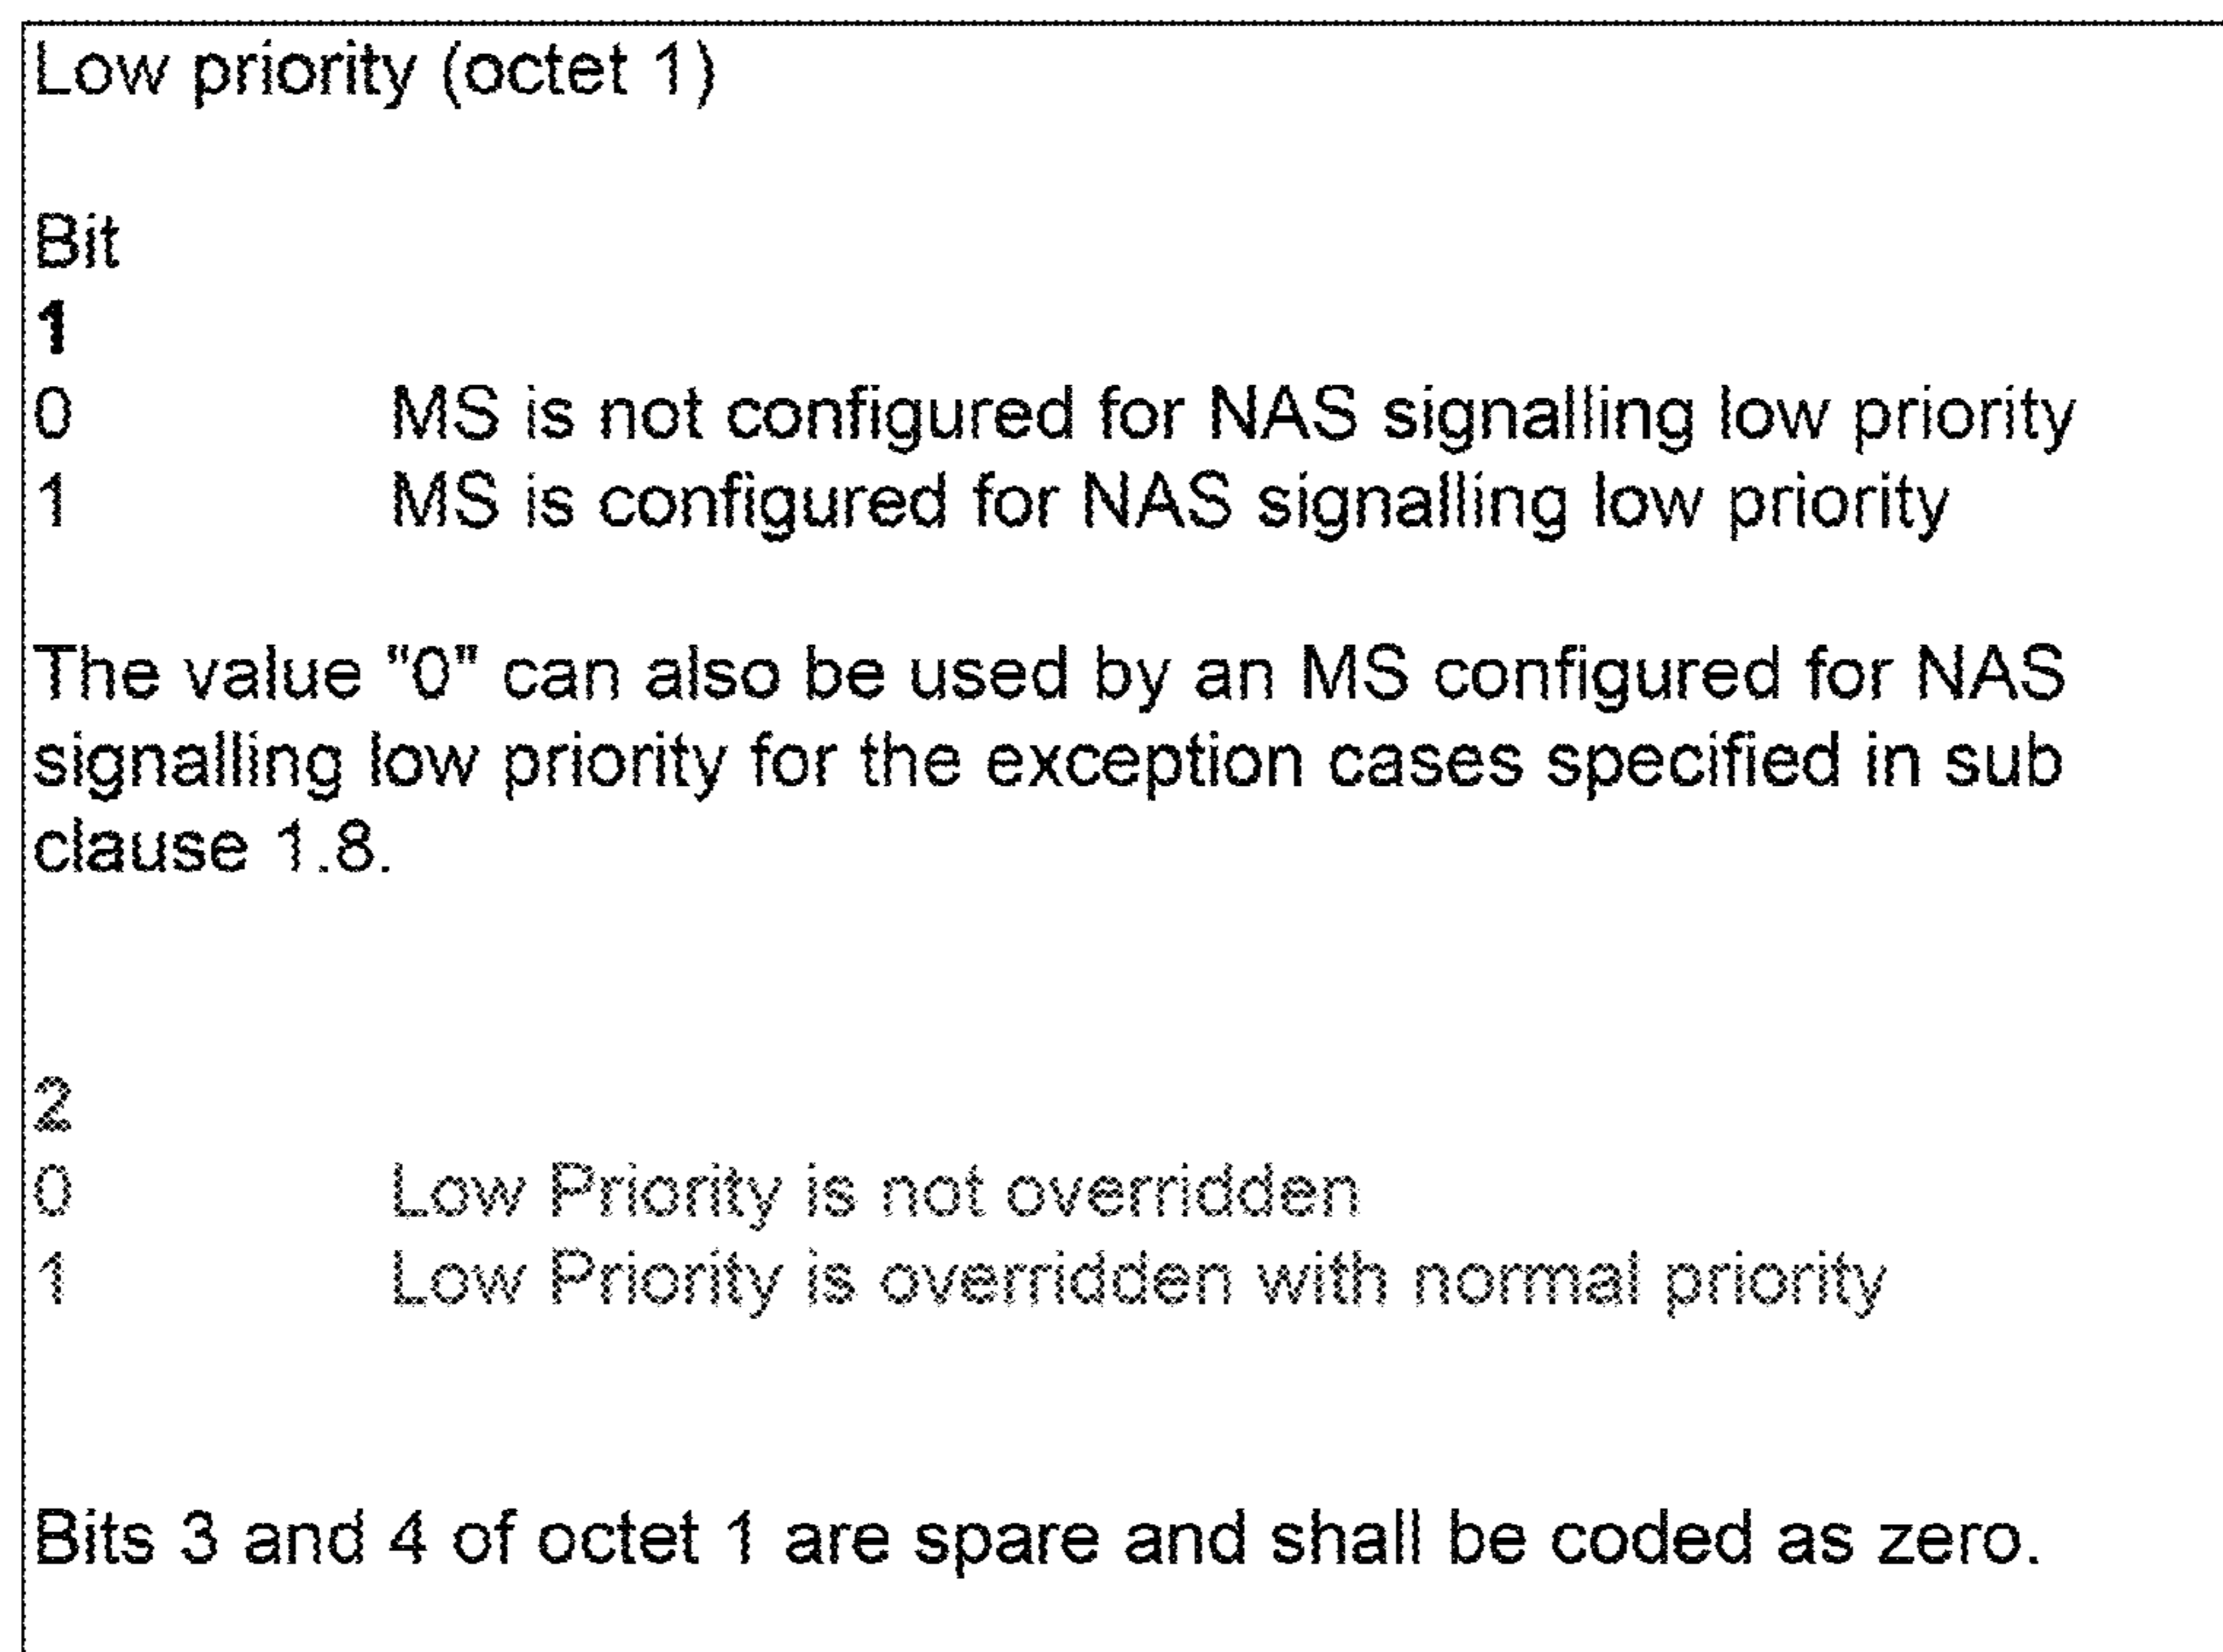 Low priority (octet 1)
Bit
1
0 MS is not configured for NAS signalling low priority
1 MS is configured for NAS signalling low priority
The value "0" can also be used by an MS configured for NAS
signalling low priority for the exception cases specified in sub
clause 1.8.
2
0 Low Priority is not overridden
1 Low Priority is overridden with normal priority
Bits 3 and 4 of octet 1 are spare and shall be coded as zero.